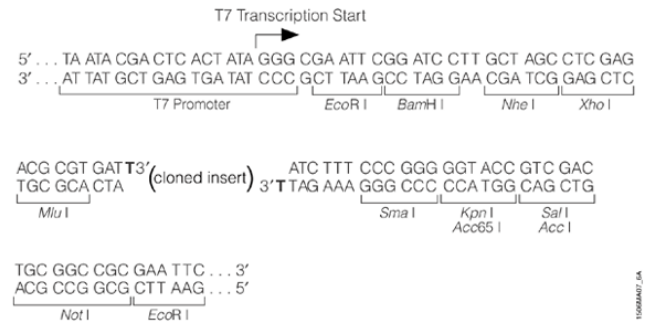 T7 Transcription Start
5′ . . . TA ATA CGA CTC ACT ATA GGG CGA ATT CGG ATC CTT GCT AGC CTC GAG
3′ . . . AT TAT GCT GAG TGA TAT CCC GCT TAA GCC TAG GAA CGA TCG GAG CTC
T7 Promoter EcoR I BamH I Nhe I Xho I
ACG CGT GAT T3′ (cloned insert) ATC TTT CCC GGG GGT ACC GTC GAC
TGC GCA CTA 3′ T TAG AAA GGG CCC CCA TGG CAG CTG
Mlu I Sma I Kpn I Sal I
Acc65 I Acc I
TGC GGC CGC GAA TTC . . . 3′
ACG CCG GCG CTT AAG . . . 5′
Not I EcoR I
1506MA07_6A